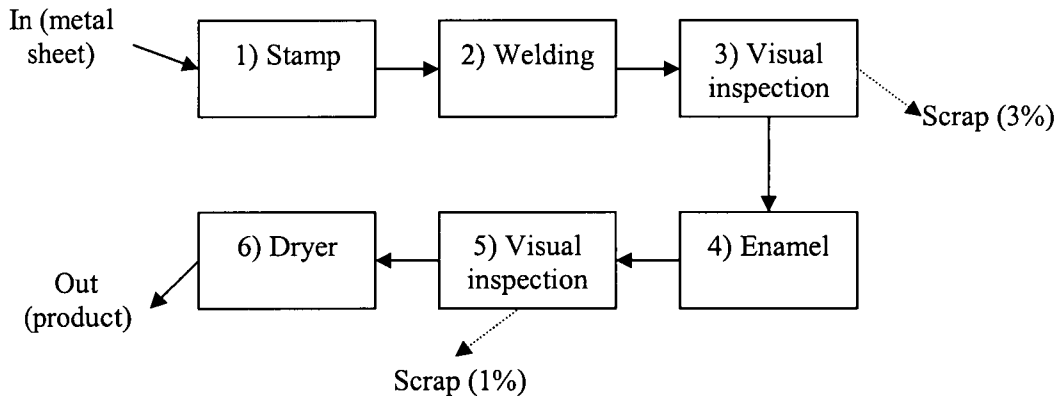 In (metal
sheet)
1) Stamp
2) Welding
3) Visual
inspection
Scrap (3%)
6) Dryer
5) Visual
inspection
4) Enamel
Out
(product)
Scrap (1%)